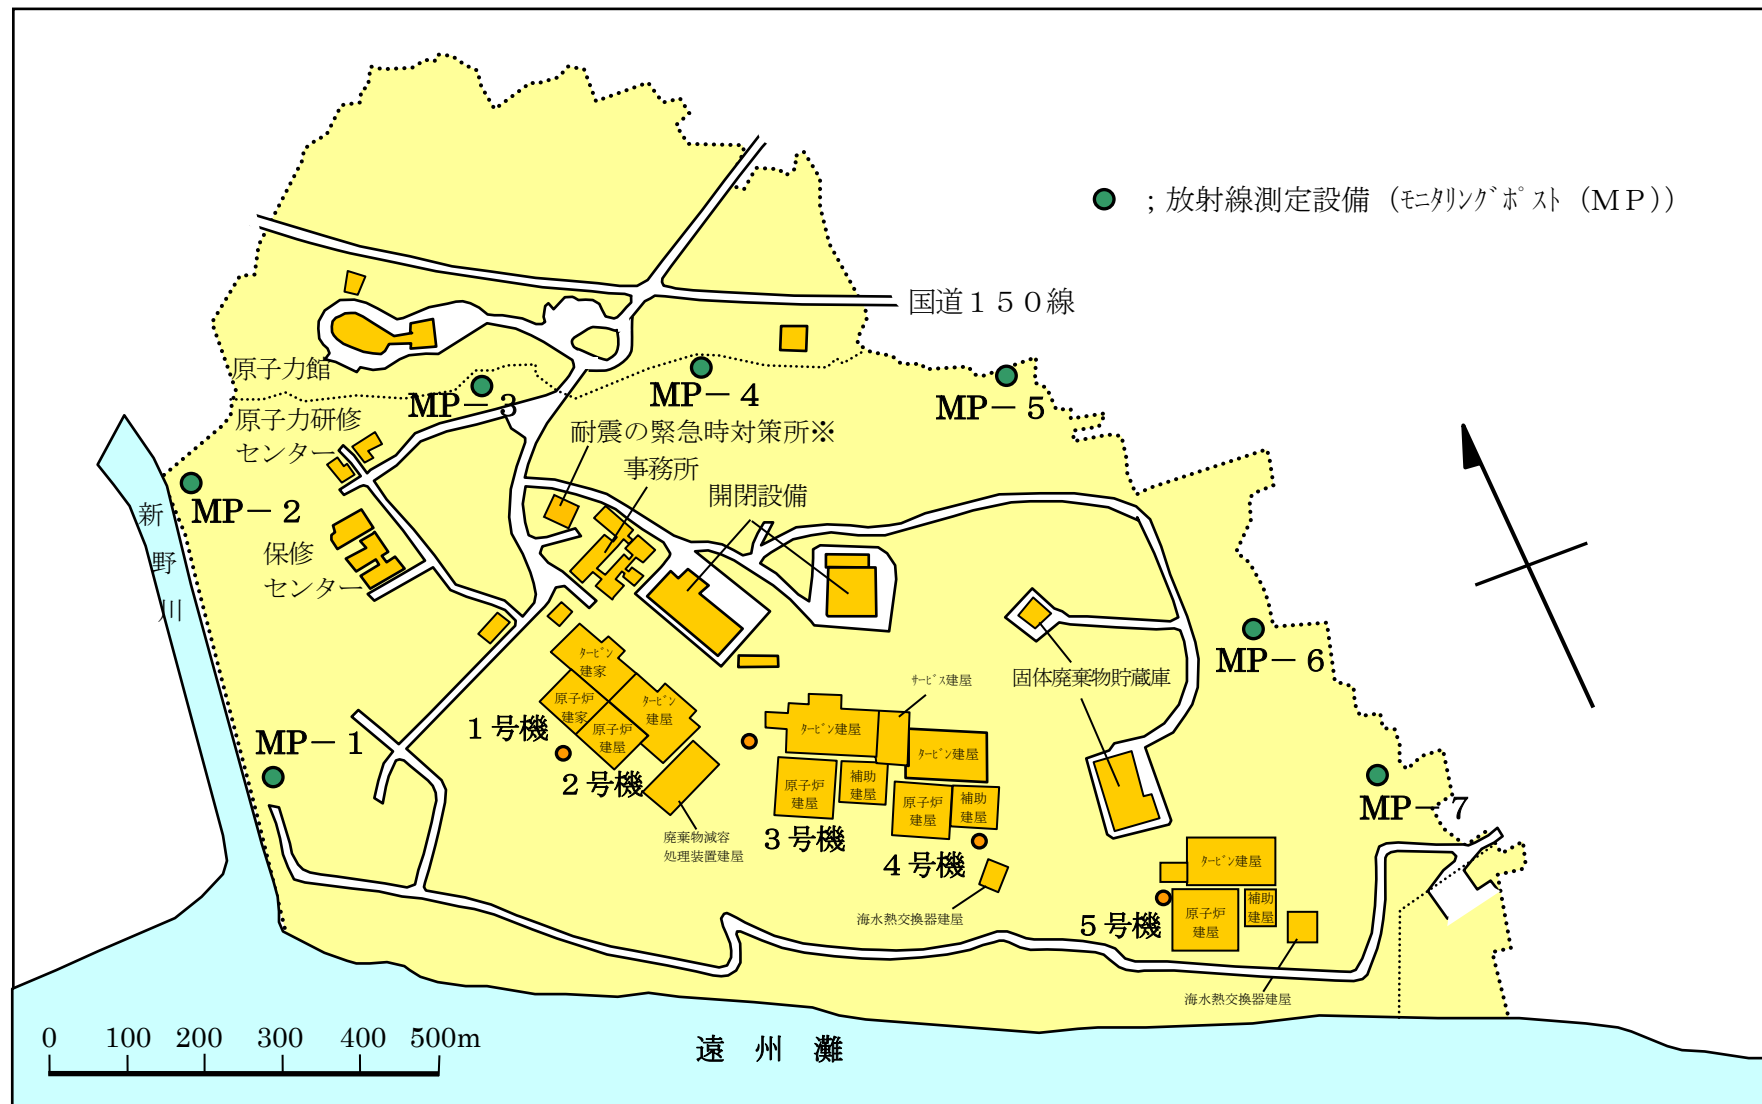 ；放射線測定設備（ﾓﾆﾀﾘﾝｸﾞﾎﾟｽﾄ（ＭＰ））
国道１５０線
原子力館
MP－３
MP－４
MP－５
原子力研修
センター
耐震の緊急時対策所※
事務所
開閉設備
MP－２
新
野
川
保修
センター
MP－６
固体廃棄物貯蔵庫
ｻｰﾋﾞｽ建屋
ﾀｰﾋﾞﾝ
建家
原子炉
建家
ﾀｰﾋﾞﾝ
建屋
原子炉
建屋
１号機
２号機
MP－１
廃棄物減容
処理装置建屋
ﾀｰﾋﾞﾝ建屋
ﾀｰﾋﾞﾝ建屋
原子炉
建屋
補助
建屋
原子炉
建屋
補助
建屋
３号機
４号機
海水熱交換器建屋
MP－７
ﾀｰﾋﾞﾝ建屋
原子炉
建屋
補助
建屋
５号機
海水熱交換器建屋
0 100 200 300 400 500m
遠 州 灘